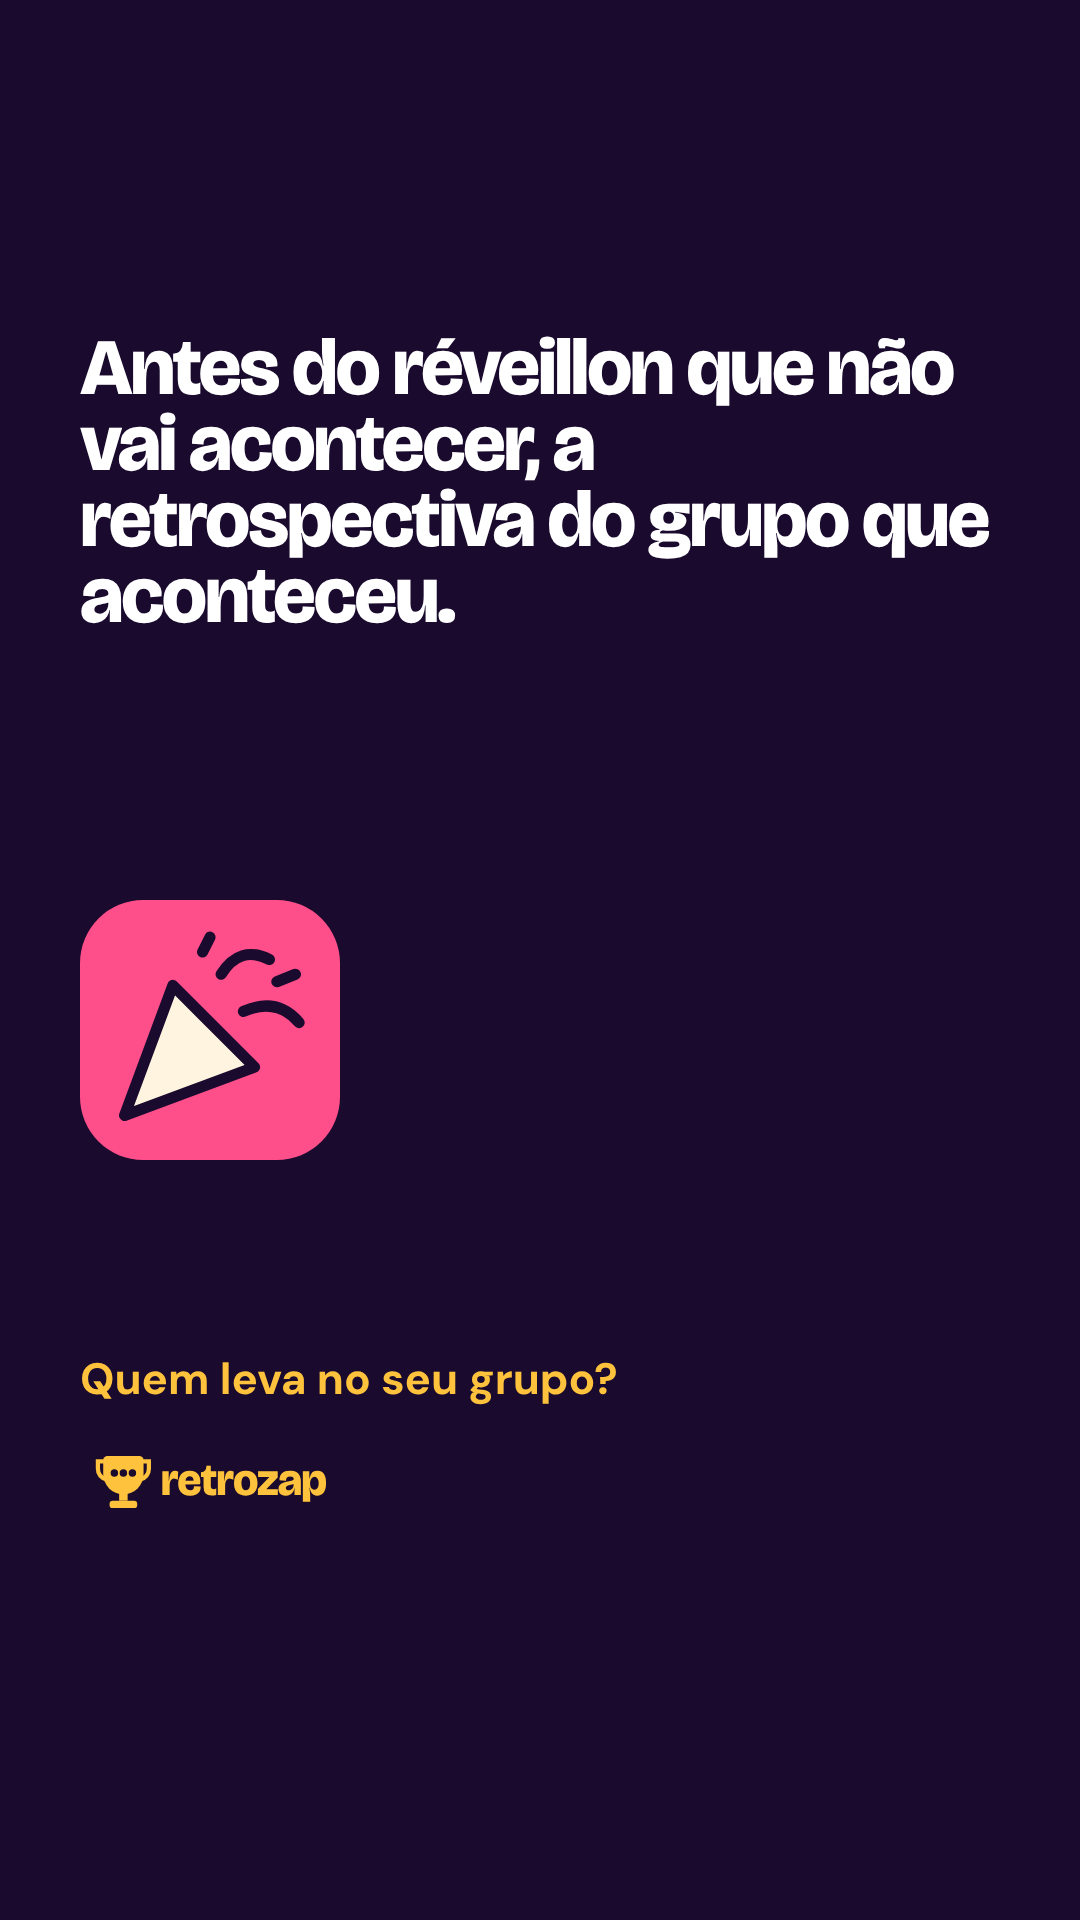 Antes do réveillon que não
vai acontecer, a
retrospectiva do grupo que
aconteceu.
Quem leva no seu grupo?
retrozap